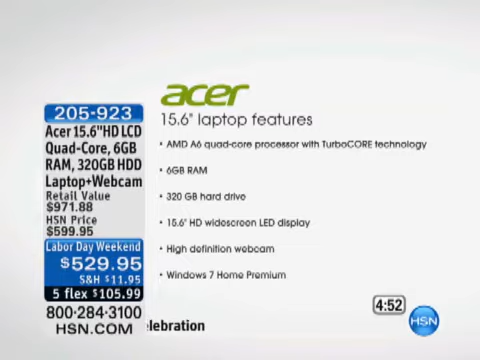 acer
15.6" laptop features
• AMD A6 quad-core processor with TurboCORE technology
• 6GB RAM
• 320 GB hard drive
• 15.6" HD widescreen LED display
• High definition webcam
• Windows 7 Home Premium
205-923
Acer 15.6"HD LCD
Quad-Core, 6GB
RAM, 320GB HDD
Laptop+Webcam
Retail Value
$971.88
HSN Price
$599.95
Labor Day Weekend
$529.95
S&H $11.95
5 flex $105.99
800-284-3100
HSN.COM
elebration
4:52
HSN